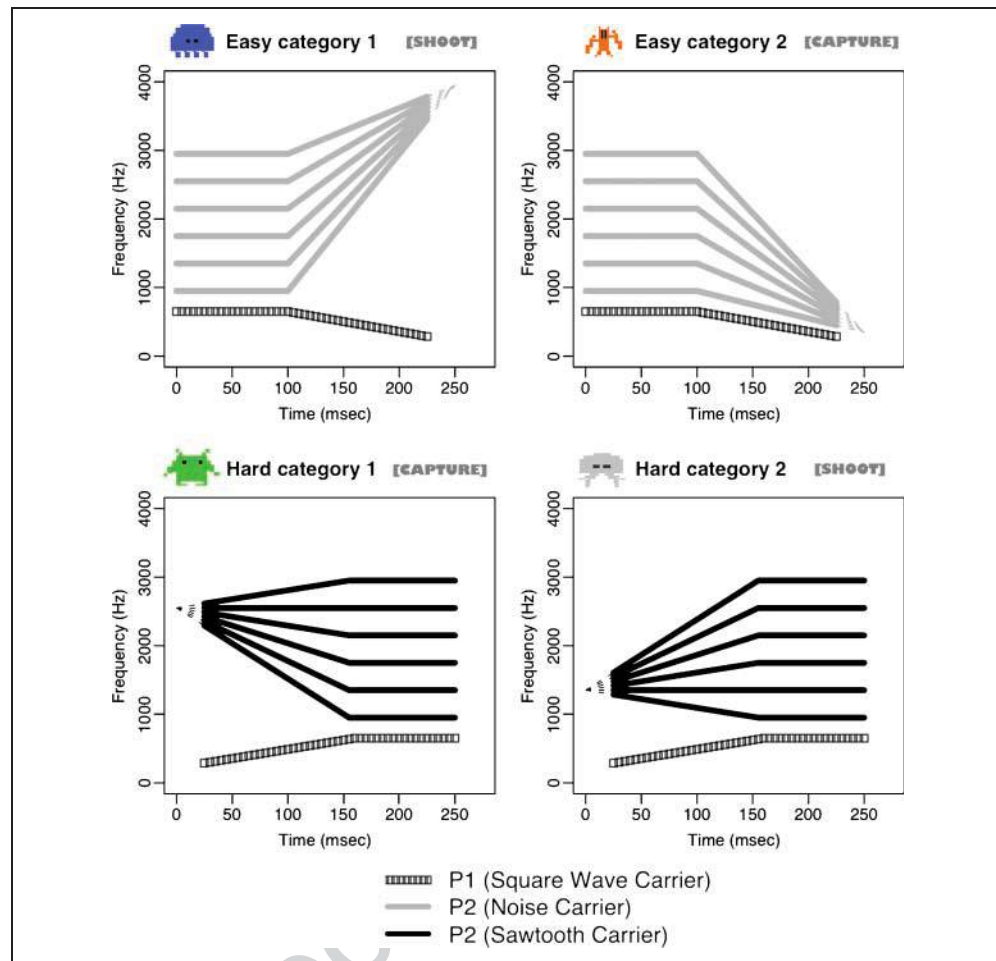 Easy category 1 [SHOOT]
Easy category 2 [CAPTURE]
Frequency (Hz)
4000
3000
2000
1000
0
0 50 100 150 200 250
Time (msec)
Frequency (Hz)
4000
3000
2000
1000
0
0 50 100 150 200 250
Time (msec)
Hard category 1 [CAPTURE]
Hard category 2 [SHOOT]
Frequency (Hz)
4000
3000
2000
1000
0
0 50 100 150 200 250
Time (msec)
Frequency (Hz)
4000
3000
2000
1000
0
0 50 100 150 200 250
Time (msec)
P1 (Square Wave Carrier)
P2 (Noise Carrier)
P2 (Sawtooth Carrier)